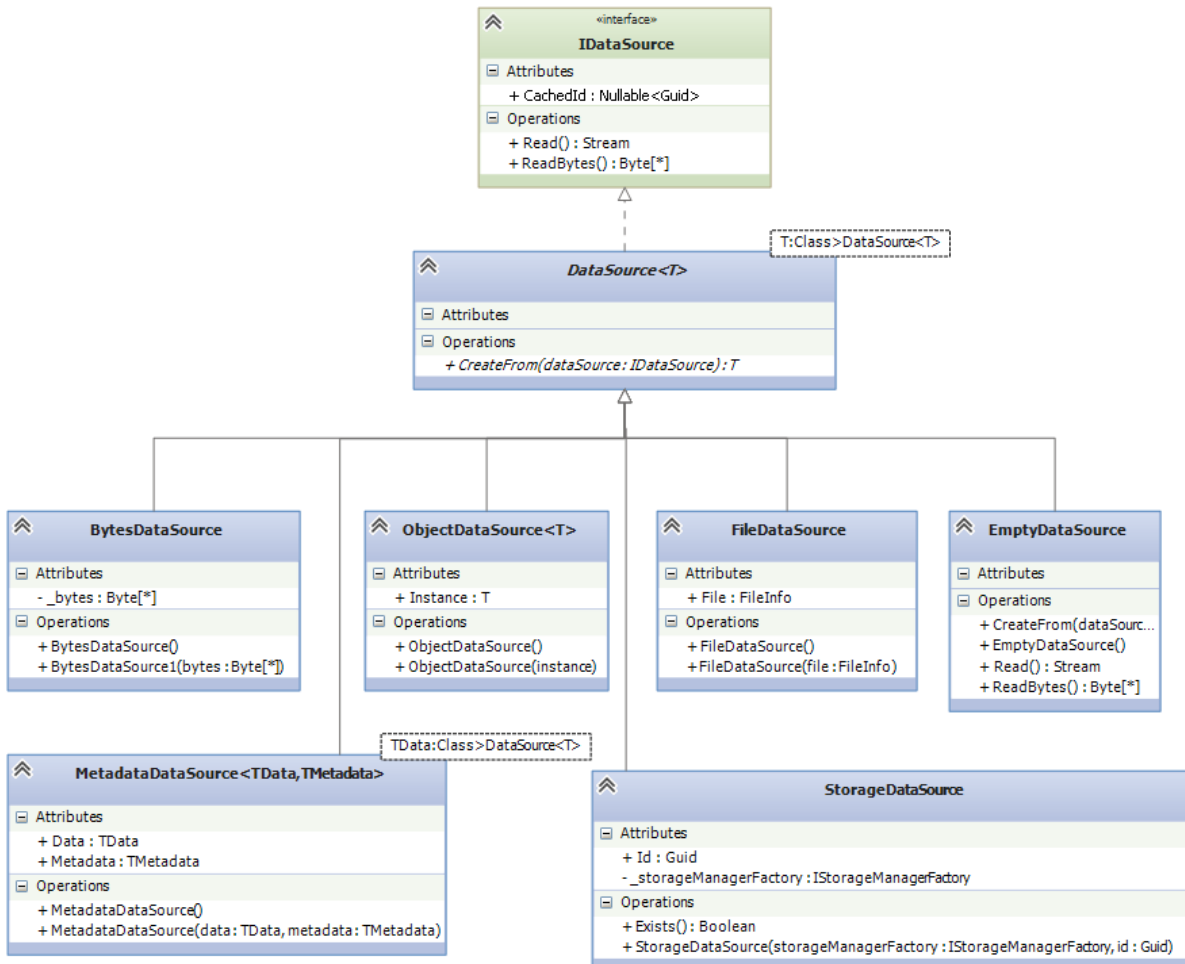 «interface»
IDataSource
Attributes
+ CachedId : Nullable<Guid>
Operations
+ Read() : Stream
+ ReadBytes() : Byte[*]
T:Class>DataSource<T>
DataSource<T>
Attributes
Operations
+ CreateFrom(dataSource : IDataSource) : T
BytesDataSource
Attributes
- _bytes : Byte[*]
Operations
+ BytesDataSource()
+ BytesDataSource1(bytes : Byte[*])
ObjectDataSource<T>
Attributes
+ Instance : T
Operations
+ ObjectDataSource()
+ ObjectDataSource(instance)
FileDataSource
Attributes
+ File : FileInfo
Operations
+ FileDataSource()
+ FileDataSource(file : FileInfo)
EmptyDataSource
Attributes
Operations
+ CreateFrom(dataSourc...
+ EmptyDataSource()
+ Read() : Stream
+ ReadBytes() : Byte[*]
TData:Class>DataSource<T>
MetadataDataSource<TData,TMetadata>
Attributes
+ Data : TData
+ Metadata : TMetadata
Operations
+ MetadataDataSource()
+ MetadataDataSource(data : TData, metadata : TMetadata)
StorageDataSource
Attributes
+ Id : Guid
- _storageManagerFactory : IStorageManagerFactory
Operations
+ Exists() : Boolean
+ StorageDataSource(storageManagerFactory : IStorageManagerFactory, id : Guid)